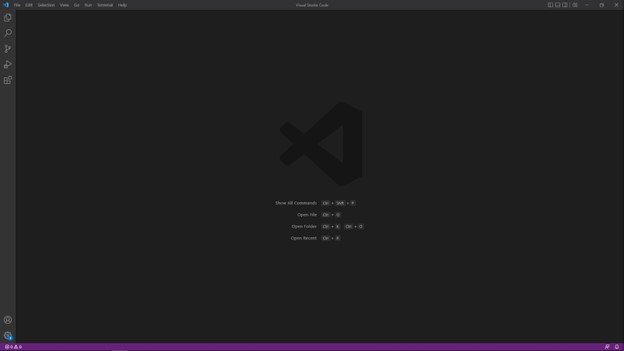 File Edit Selection View Go Run Terminal Help
Visual Studio Code
Show All Commands Ctrl + Shift + P
Open File Ctrl + O
Open Folder Ctrl + K Ctrl + O
Open Recent Ctrl + R
0 0